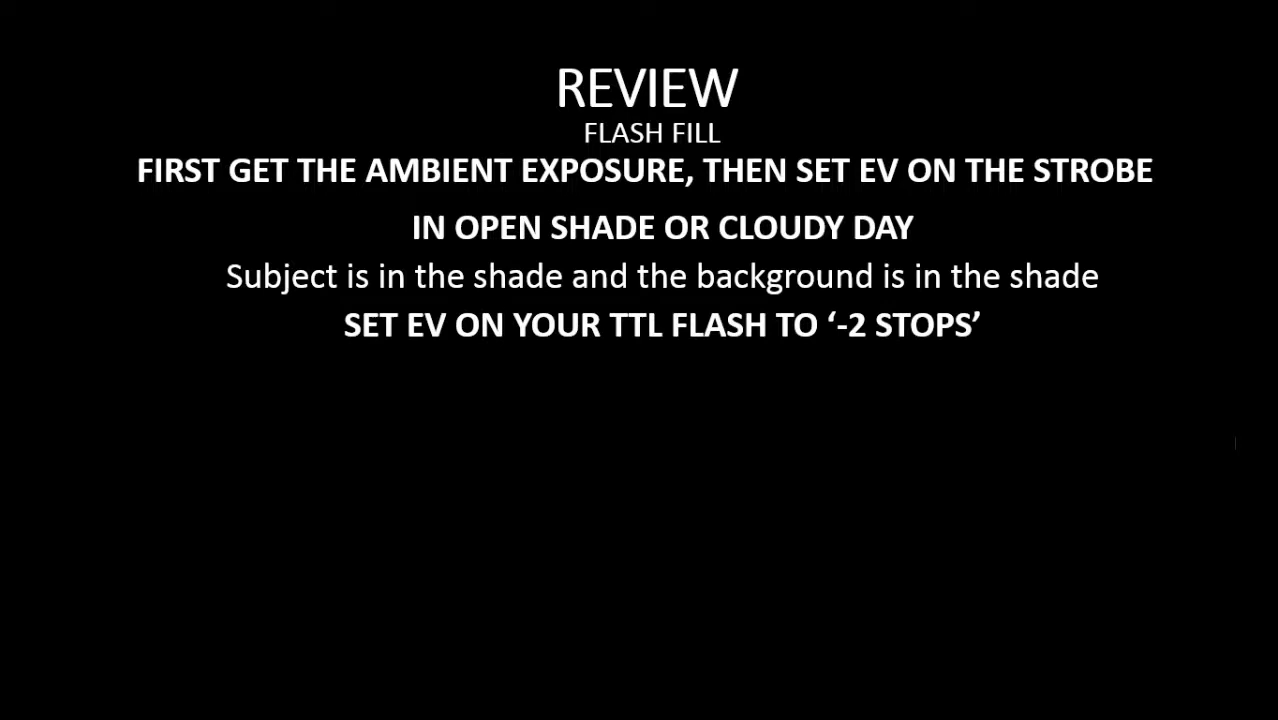 REVIEW
FLASH FILL
FIRST GET THE AMBIENT EXPOSURE, THEN SET EV ON THE STROBE
IN OPEN SHADE OR CLOUDY DAY
Subject is in the shade and the background is in the shade
SET EV ON YOUR TTL FLASH TO ‘-2 STOPS’